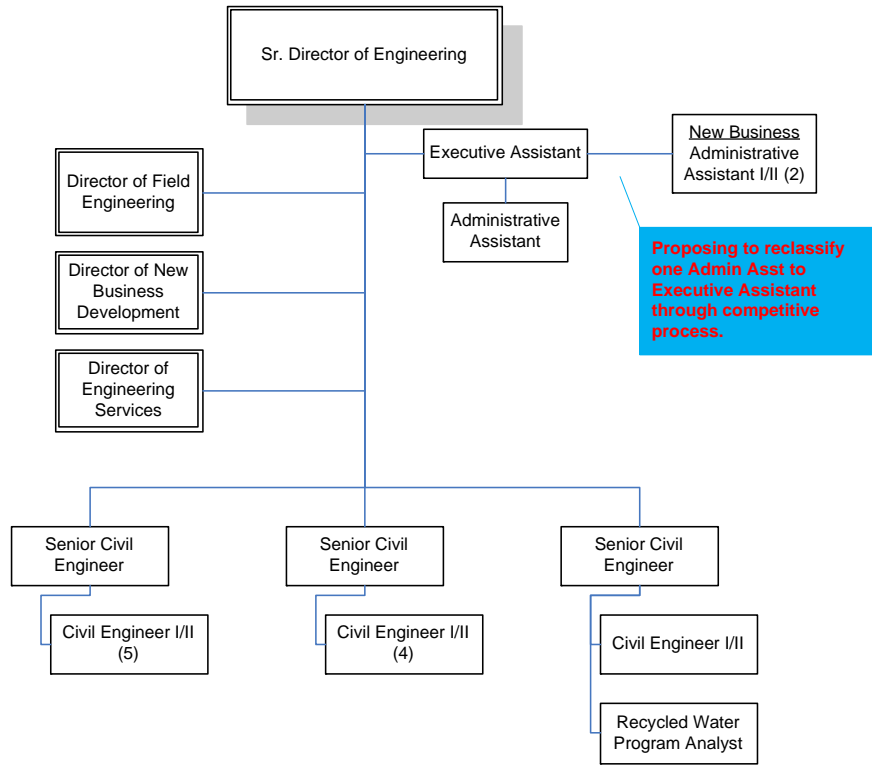 Sr. Director of Engineering
Executive Assistant
New Business
Administrative
Assistant I/II (2)
Director of Field
Engineering
Administrative
Assistant
Proposing to reclassify
one Admin Asst to
Executive Assistant
through competitive
process.
Director of New
Business
Development
Director of
Engineering
Services
Senior Civil
Engineer
Senior Civil
Engineer
Senior Civil
Engineer
Civil Engineer I/II
(5)
Civil Engineer I/II
(4)
Civil Engineer I/II
Recycled Water
Program Analyst